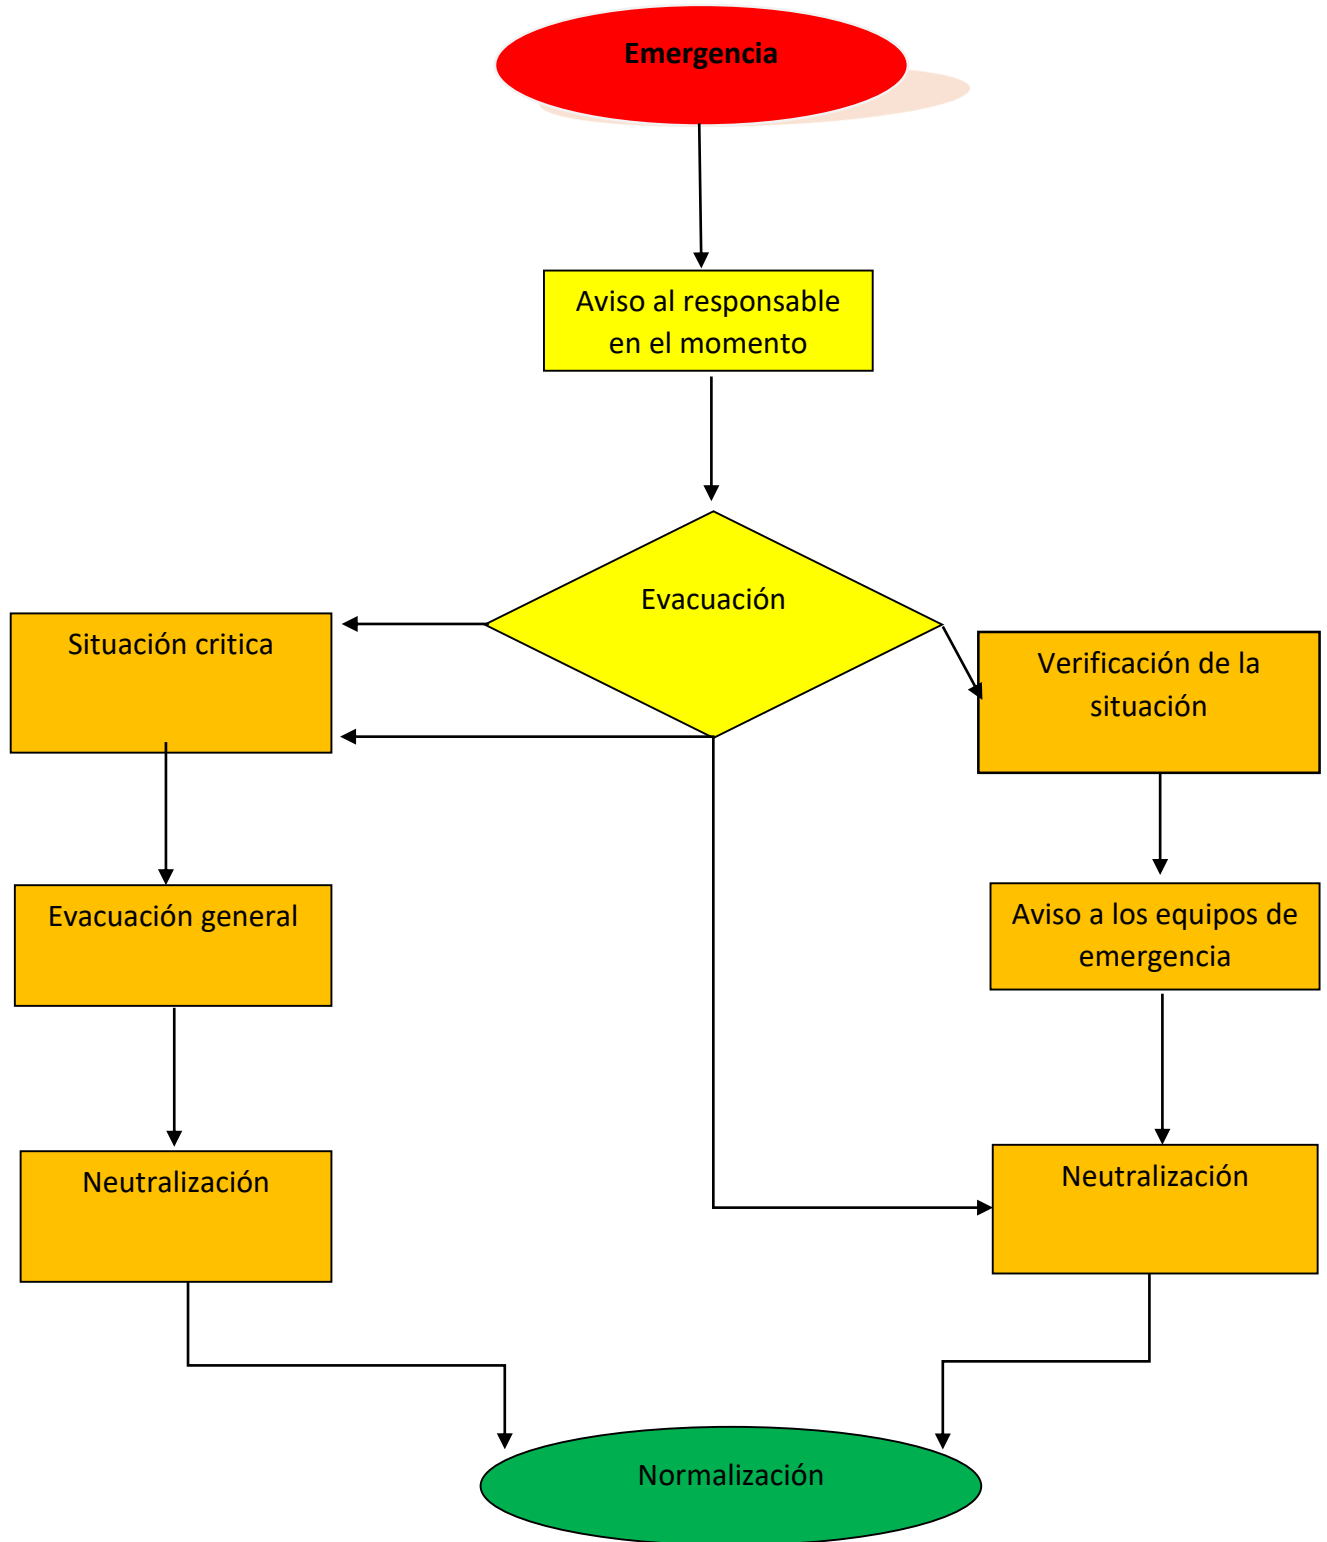 Emergencia
Aviso al responsable
en el momento
Evacuación
Situación critica
Verificación de la
situación
Evacuación general
Aviso a los equipos de
emergencia
Neutralización
Neutralización
Normalización